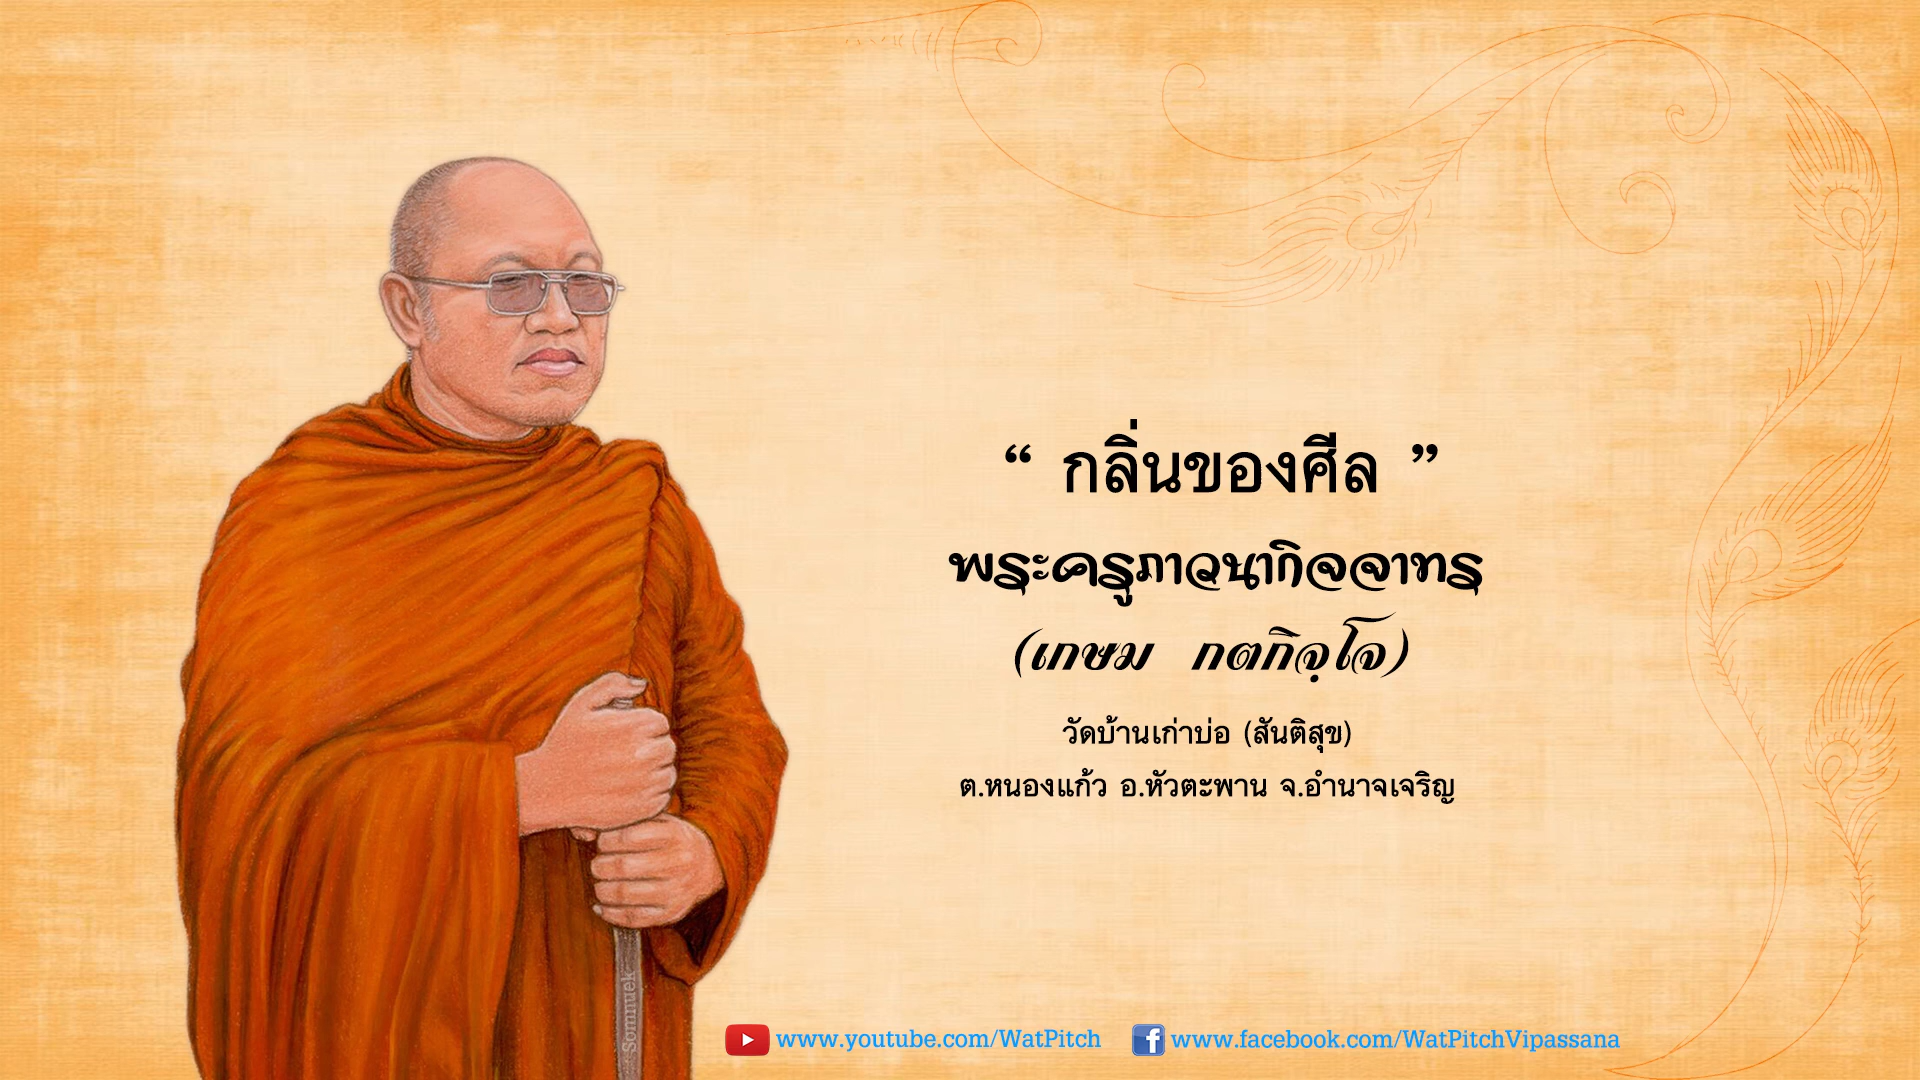 “ กลิ่นของศีล ”
พระครูภาวนากิจจาทร
(เกษม กตกิจฺโจ)
วัดบ้านเก่าบ่อ (สันติสุข)
ต.หนองแก้ว อ.หัวตะพาน จ.อำนาจเจริญ
Somnuek
www.youtube.com/WatPitch
www.facebook.com/WatPitchVipassana